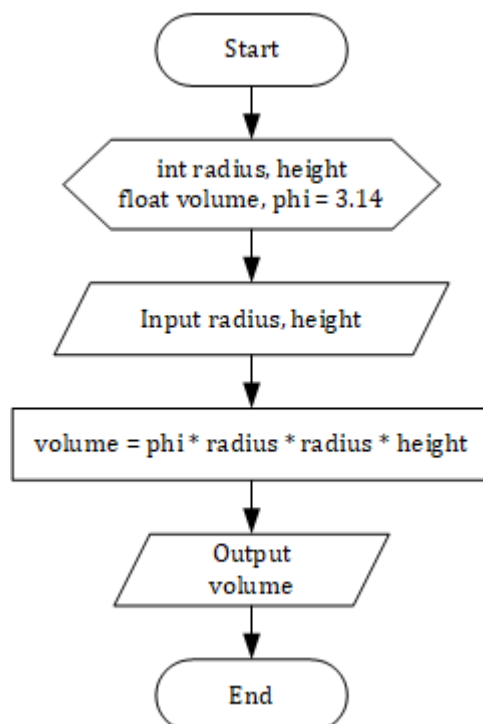 Start
int radius, height
float volume, phi = 3.14
Input radius, height
volume = phi * radius * radius * height
Output
volume
End